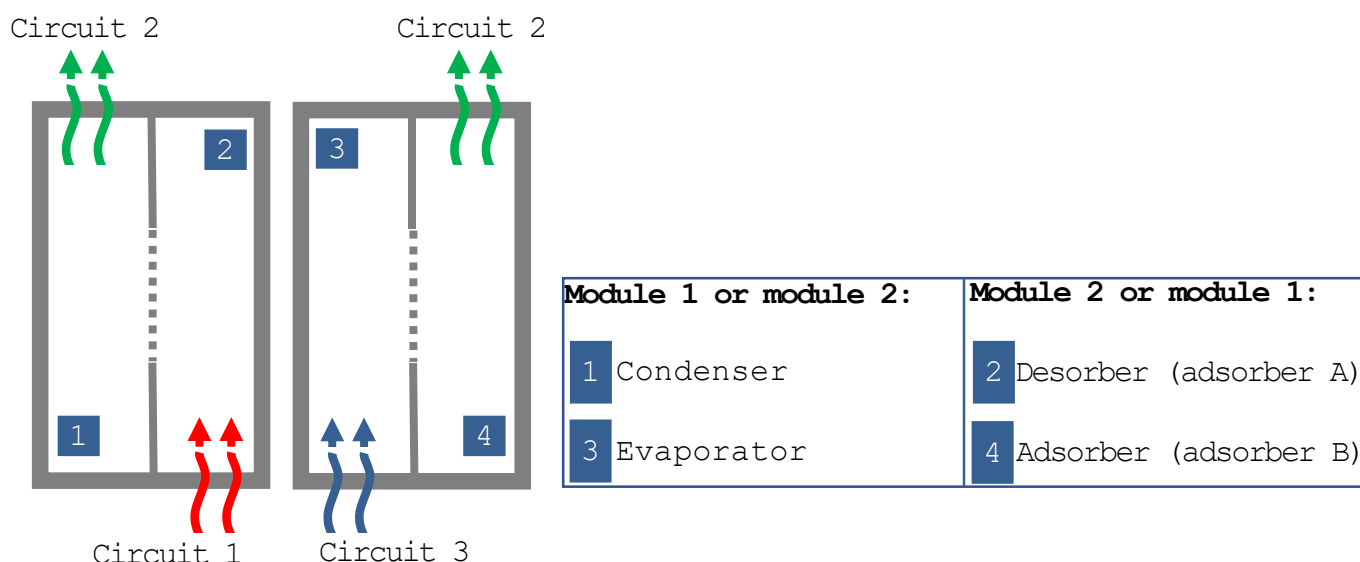 Circuit 2 Circuit 2
2 3
1 4
Circuit 1 Circuit 3
Module 1 or module 2: Module 2 or module 1:
1 Condenser 2 Desorber (adsorber A)
3 Evaporator 4 Adsorber (adsorber B)